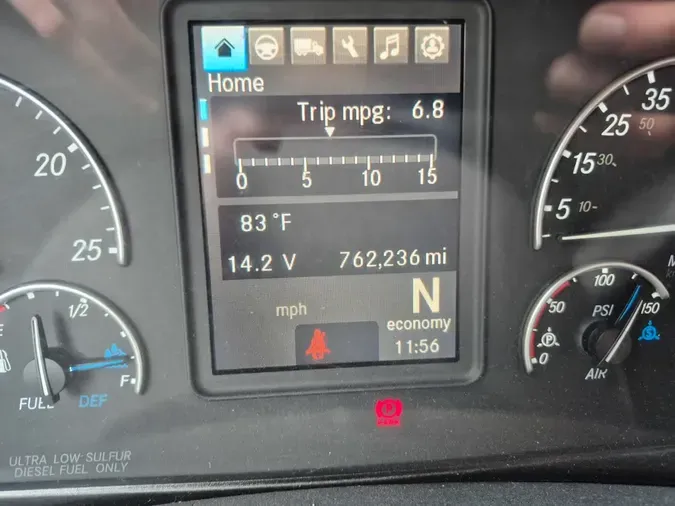 Home
Trip mpg: 6.8
0 5 10 15
83 °F
14.2 V 762,236 mi
mph
N
economy
11:56
20
25
1/2
F
FUEL
DEF
ULTRA LOW SULFUR
DIESEL FUEL ONLY
35
25 50
15 30
5 10
100
50 PSI 150
0
AIR